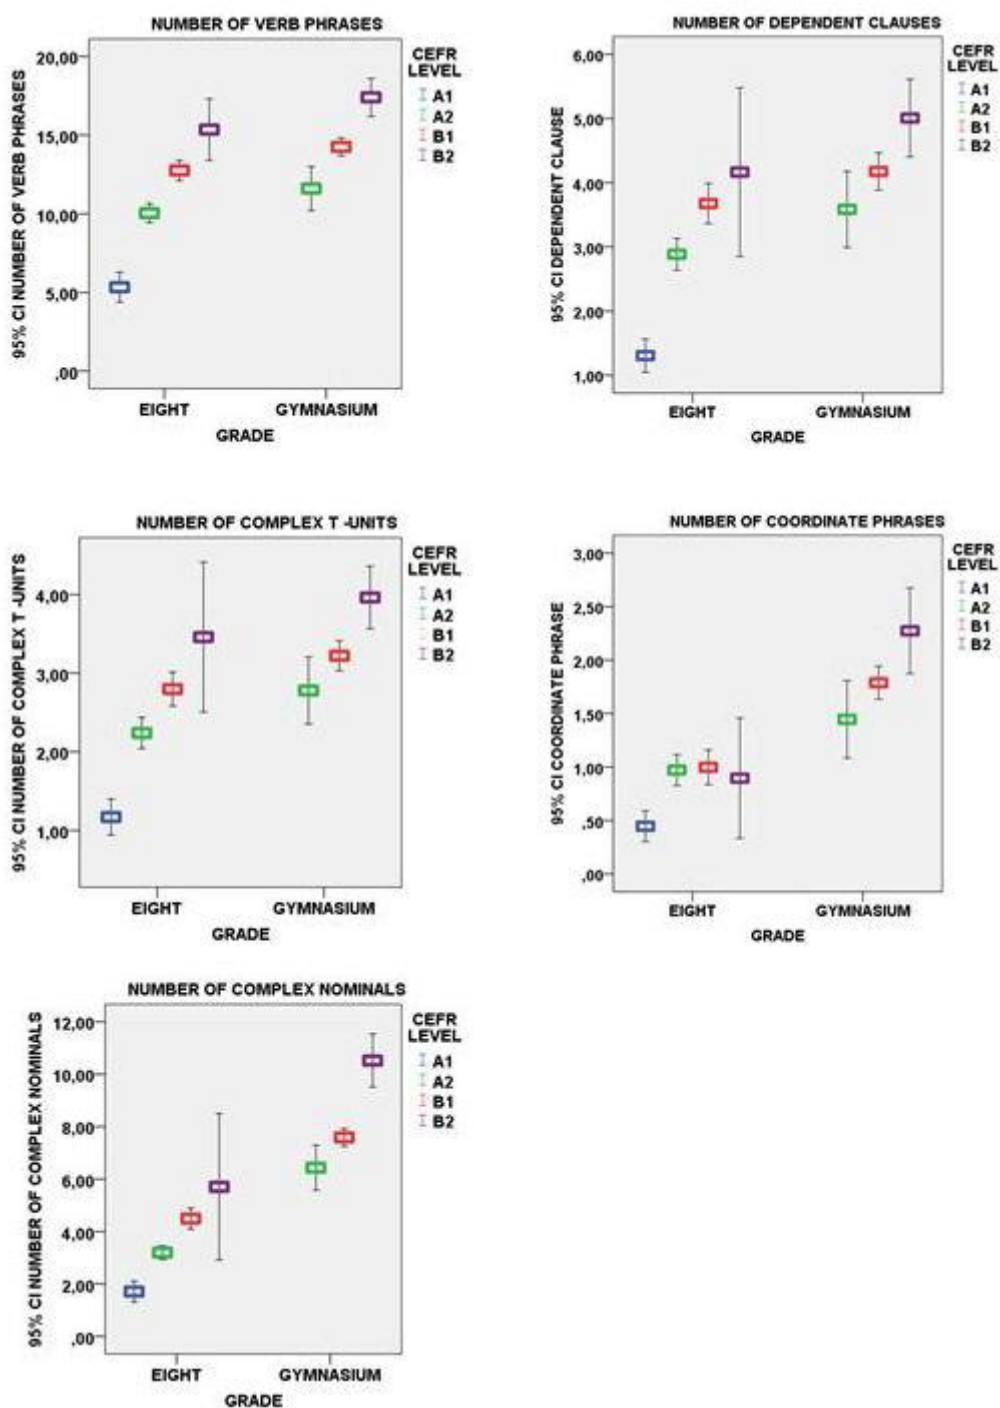 NUMBER OF VERB PHRASES
95% CI NUMBER OF VERB PHRASES
20,00
15,00
10,00
5,00
,00
EIGHT GYMNASIUM
GRADE
CEFR
LEVEL
A1
A2
B1
B2
NUMBER OF DEPENDENT CLAUSES
95% CI DEPENDENT CLAUSE
6,00
5,00
4,00
3,00
2,00
1,00
EIGHT GYMNASIUM
GRADE
CEFR
LEVEL
A1
A2
B1
B2
NUMBER OF COMPLEX T -UNITS
95% CI NUMBER OF COMPLEX T -UNITS
4,00
3,00
2,00
1,00
EIGHT GYMNASIUM
GRADE
CEFR
LEVEL
A1
A2
B1
B2
NUMBER OF COORDINATE PHRASES
95% CI COORDINATE PHRASE
3,00
2,50
2,00
1,50
1,00
,50
,00
EIGHT GYMNASIUM
GRADE
CEFR
LEVEL
A1
A2
B1
B2
NUMBER OF COMPLEX NOMINALS
95% CI NUMBER OF COMPLEX NOMINALS
12,00
10,00
8,00
6,00
4,00
2,00
,00
EIGHT GYMNASIUM
GRADE
CEFR
LEVEL
A1
A2
B1
B2